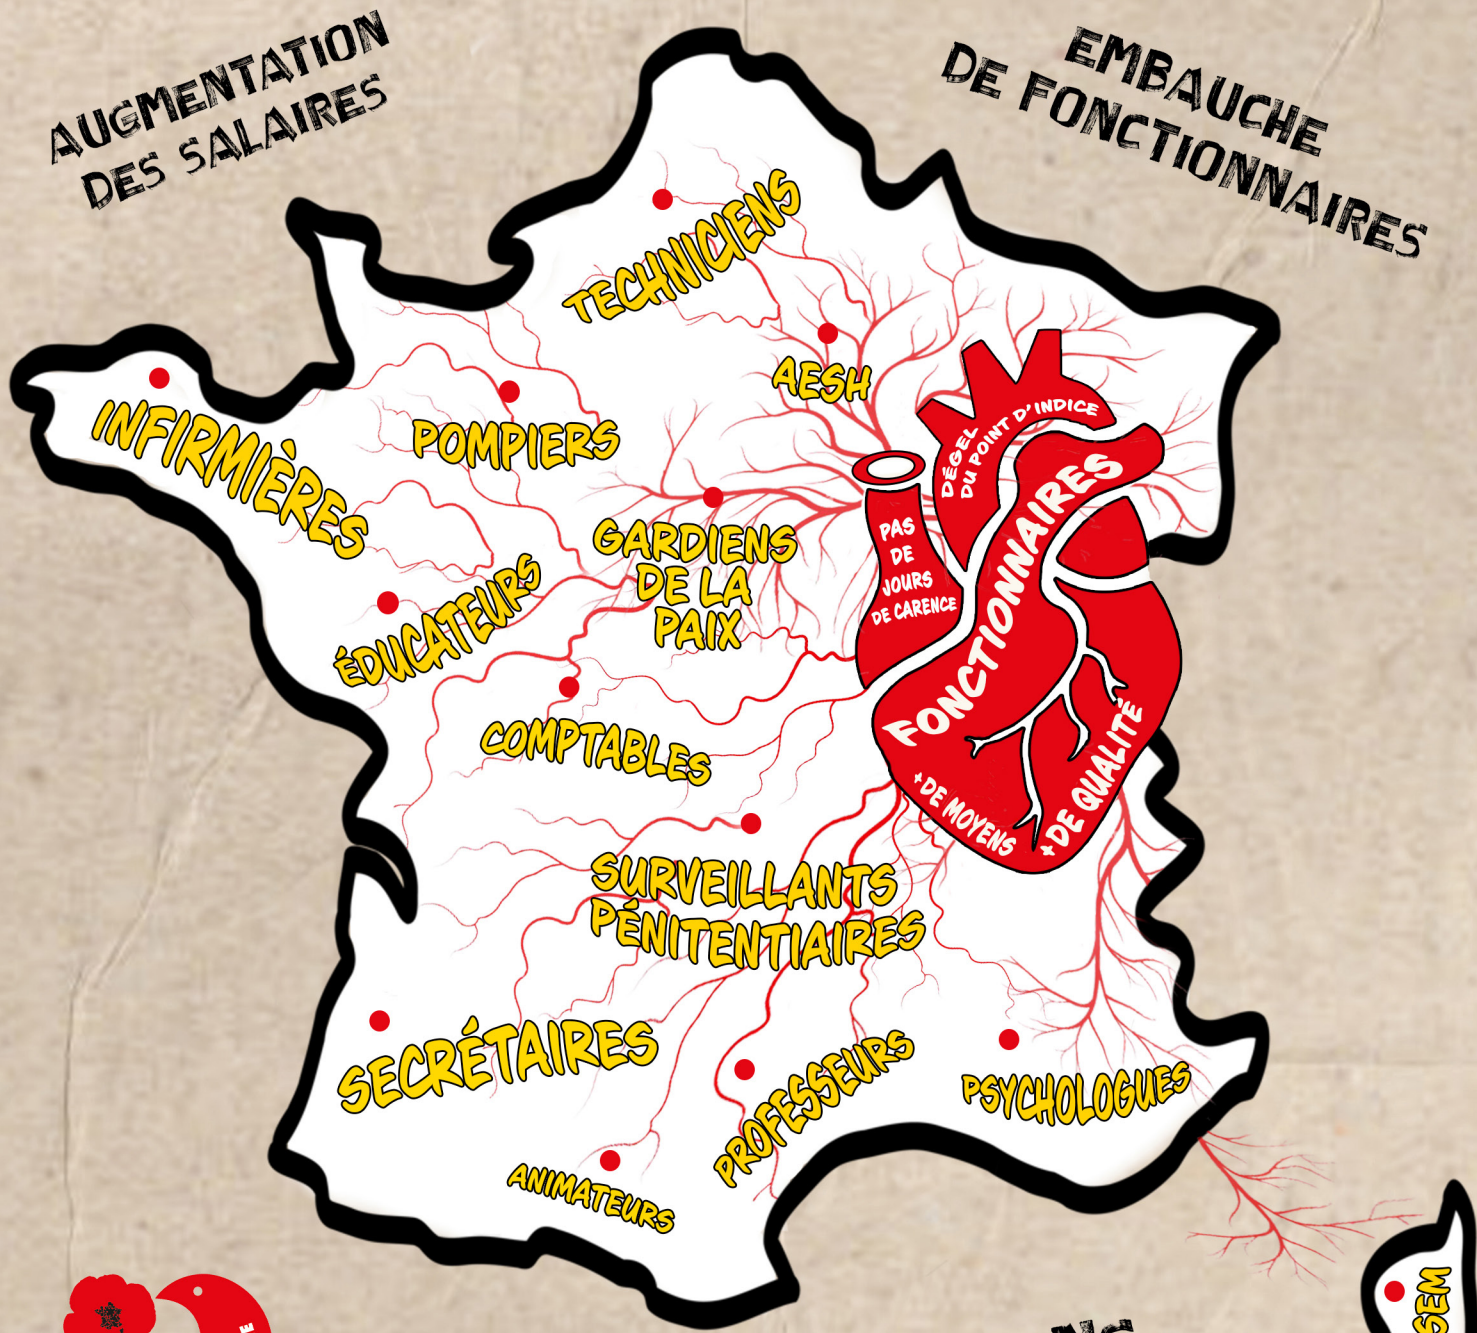 AUGMENTATION
DES SALAIRES
EMBAUCHE
DE FONCTIONNAIRES
TECHNICIENS
AESH
INFIRMIÈRES
POMPIERS
GARDIENS
DE LA
PAIX
ÉDUCATEURS
COMPTABLES
DÉGEL
DU POINT D'INDICE
PAS
DE
JOURS
DE CARENCE
FONCTIONNAIRES
+DE MOYENS
+DE QUALITÉ
SURVEILLANTS
PÉNITENTIAIRES
SECRÉTAIRES
PROFESSEURS
PSYCHOLOGUES
ANIMATEURS